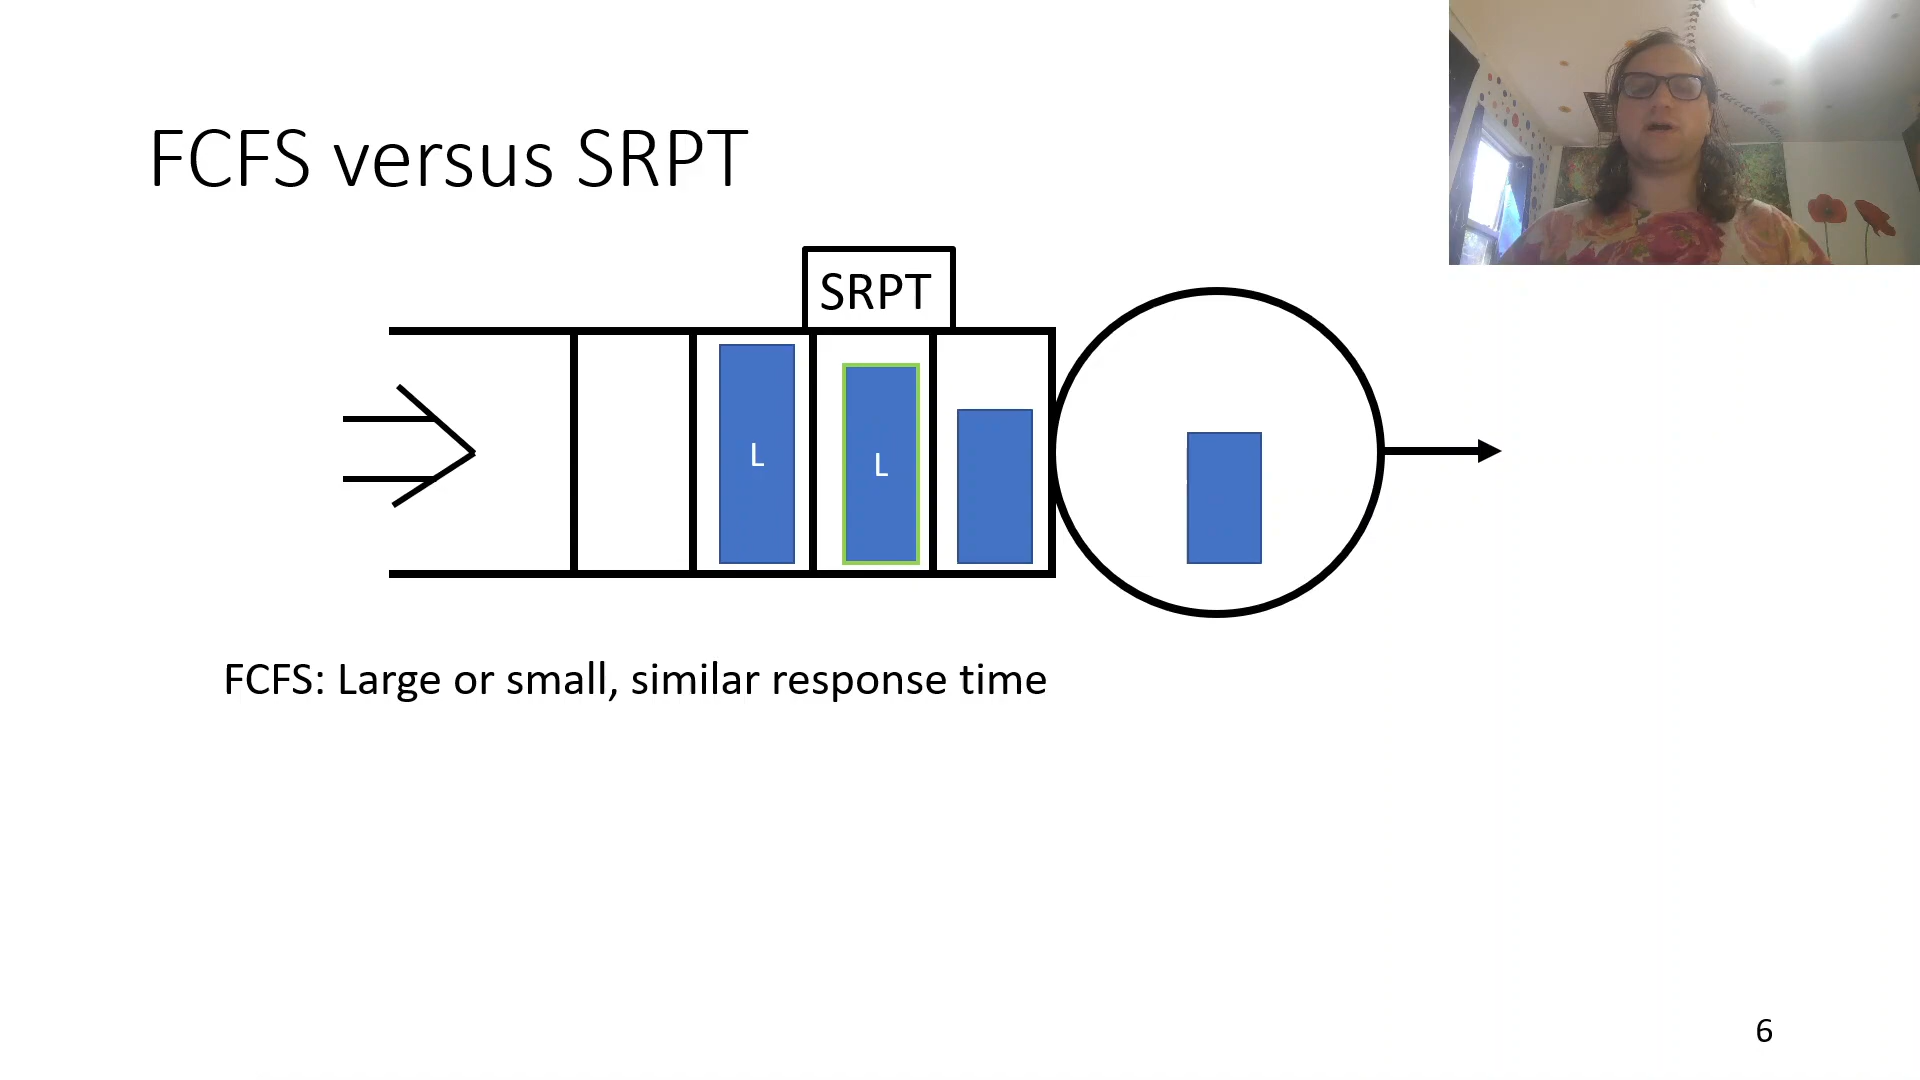 FCFS versus SRPT
SRPT
L
L
FCFS: Large or small, similar response time
6